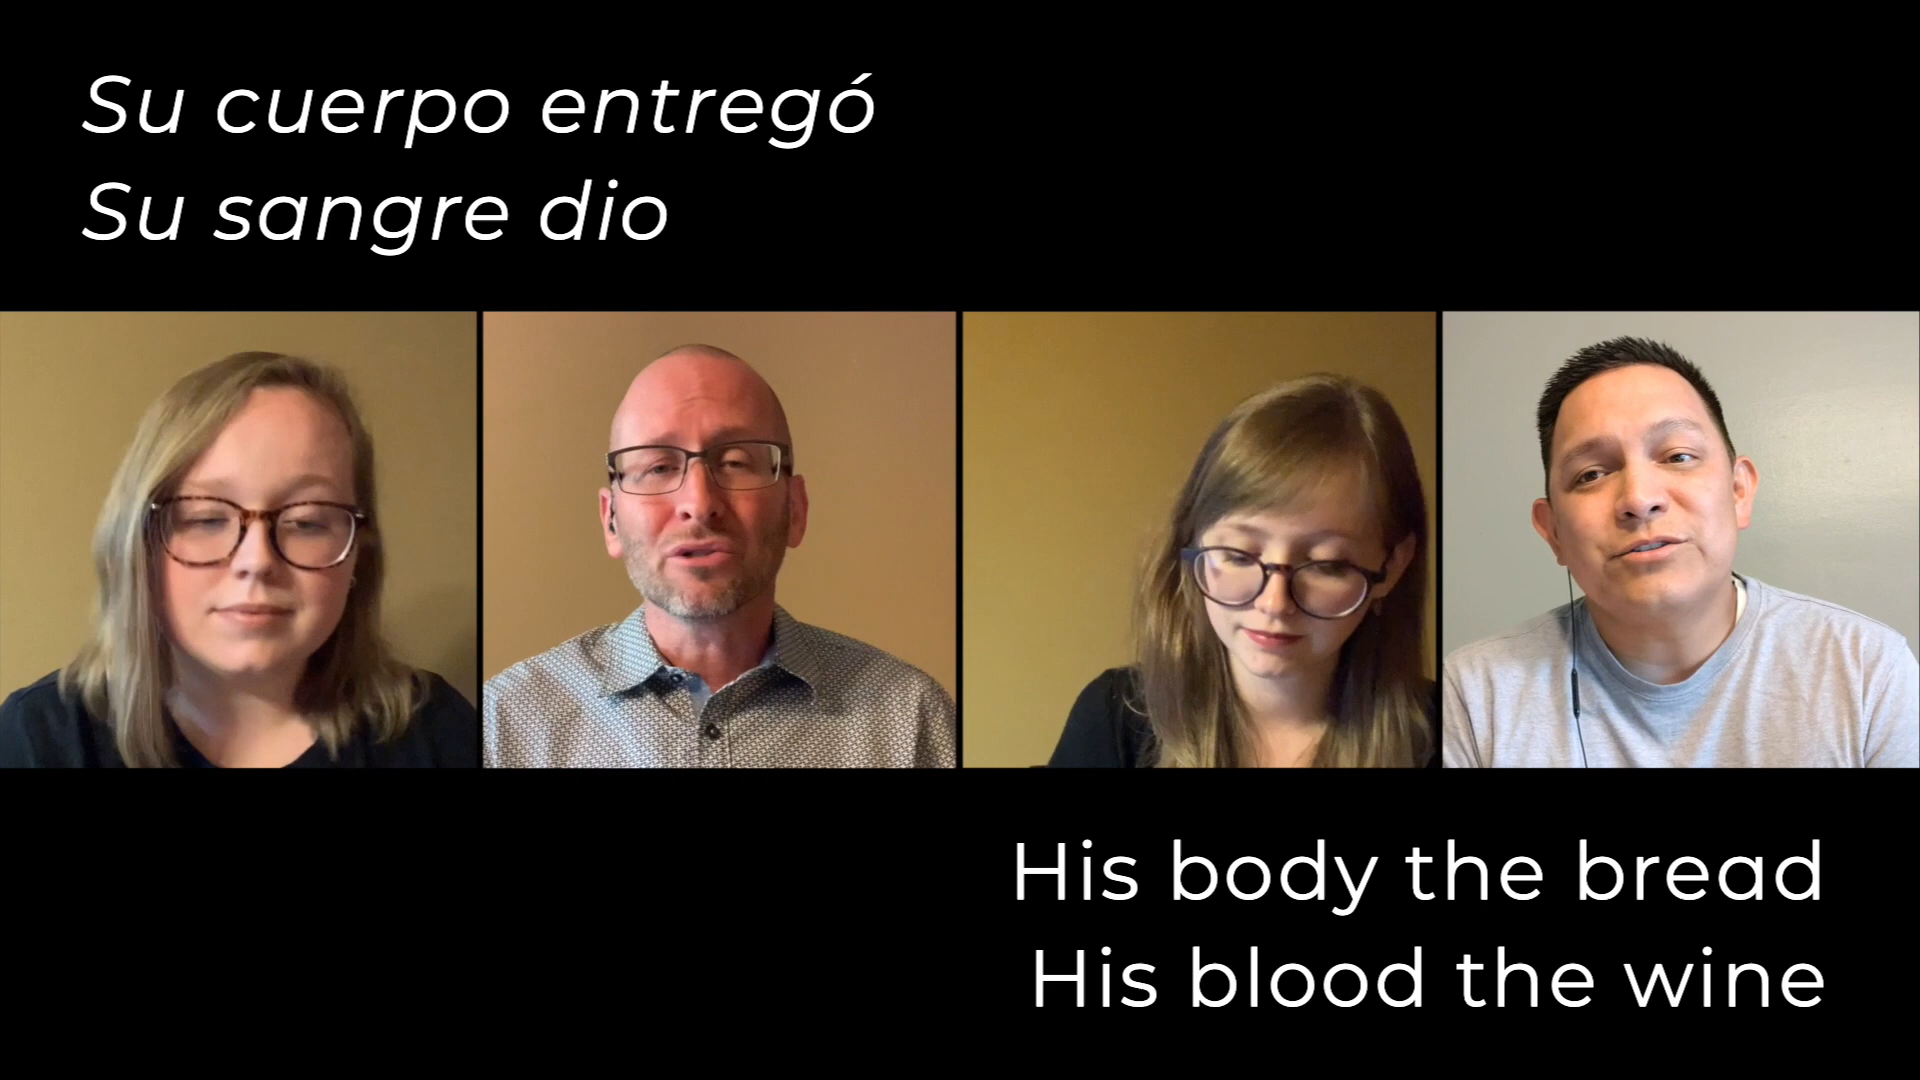 Su cuerpo entregó
Su sangre dio
His body the bread
His blood the wine